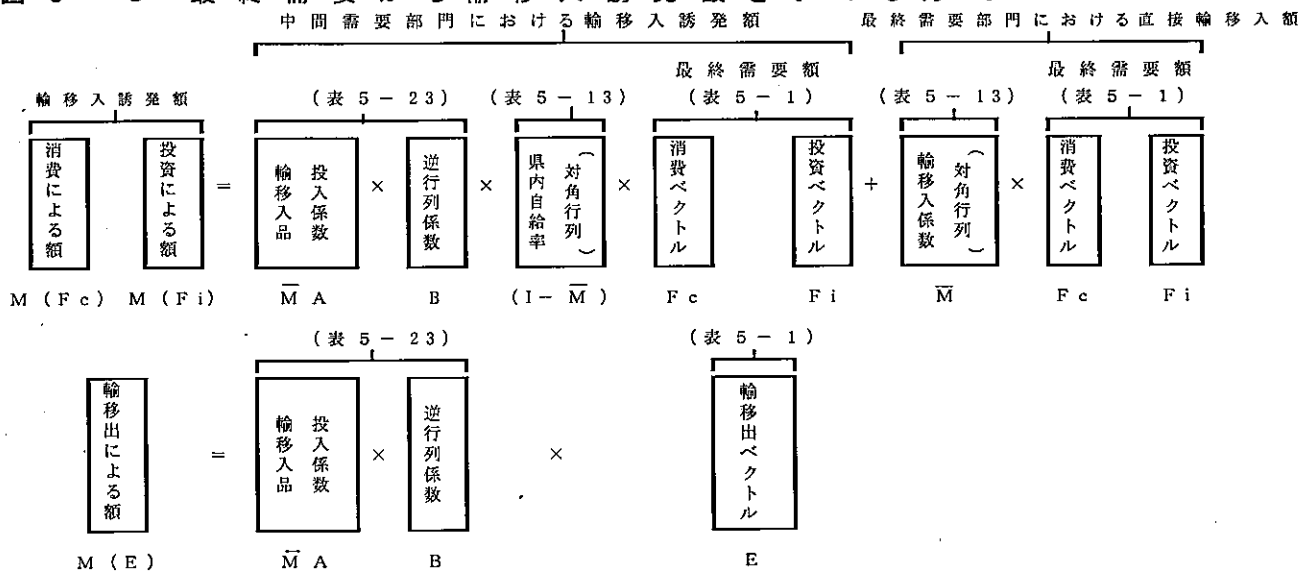 中間需要部門における輸移入誘発額 最終需要部門における直接輸移入額
最終需要額 最終需要額
輸移入誘発額 (表5-23) (表5-13) (表5-1) (表5-13) (表5-1)
消費による額 投資による額 = 輸移入品投入係数 × 逆行列係数 × 県内自給率(対角行列) × 消費ベクトル 投資ベクトル + 輸移入係数(対角行列) × 消費ベクトル 投資ベクトル
M(Fc) M(Fi) M̅A B (I-M̅) Fc Fi M̅ Fc Fi
(表5-23) (表5-1)
輸移出による額 = 輸移入品投入係数 × 逆行列係数 × 輸移出ベクトル
M(E) M̅A B E